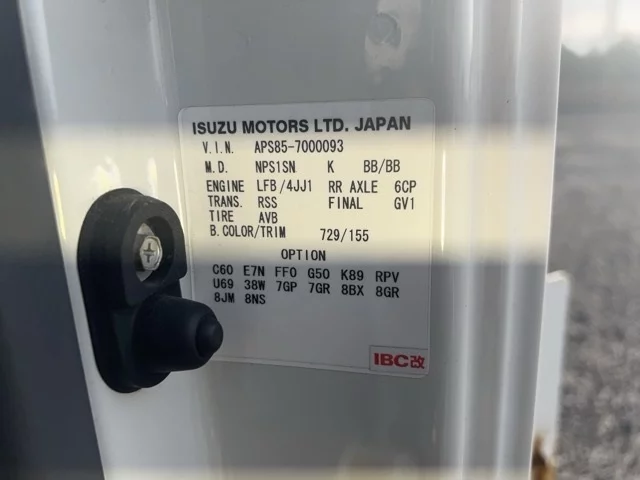 ISUZU MOTORS LTD. JAPAN
V.I.N. APS85-7000093
M.D. NPS1SN K BB/BB
ENGINE LFB/4JJ1 RR AXLE 6CP
TRANS. RSS FINAL GV1
TIRE AVB
B.COLOR/TRIM 729/155
OPTION
C60 E7N FF0 G50 K89 RPV
U69 38W 7GP 7GR 8BX 8GR
8JM 8NS
IBC改